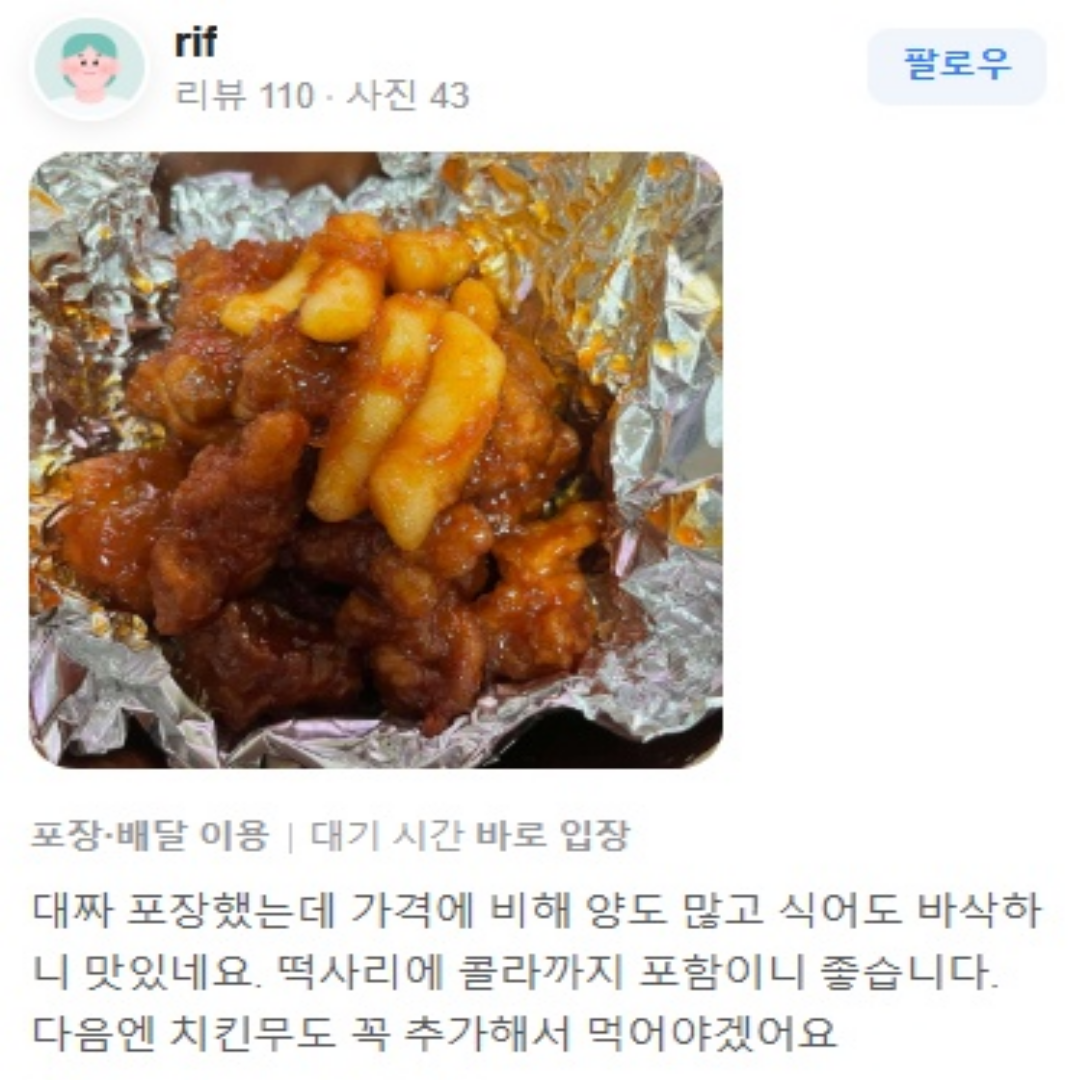 rif
팔로우
리뷰 110 · 사진 43
포장·배달 이용 | 대기 시간 바로 입장
대짜 포장했는데 가격에 비해 양도 많고 식어도 바삭하
니 맛있네요. 떡사리에 콜라까지 포함이니 좋습니다.
다음엔 치킨무도 꼭 추가해서 먹어야겠어요